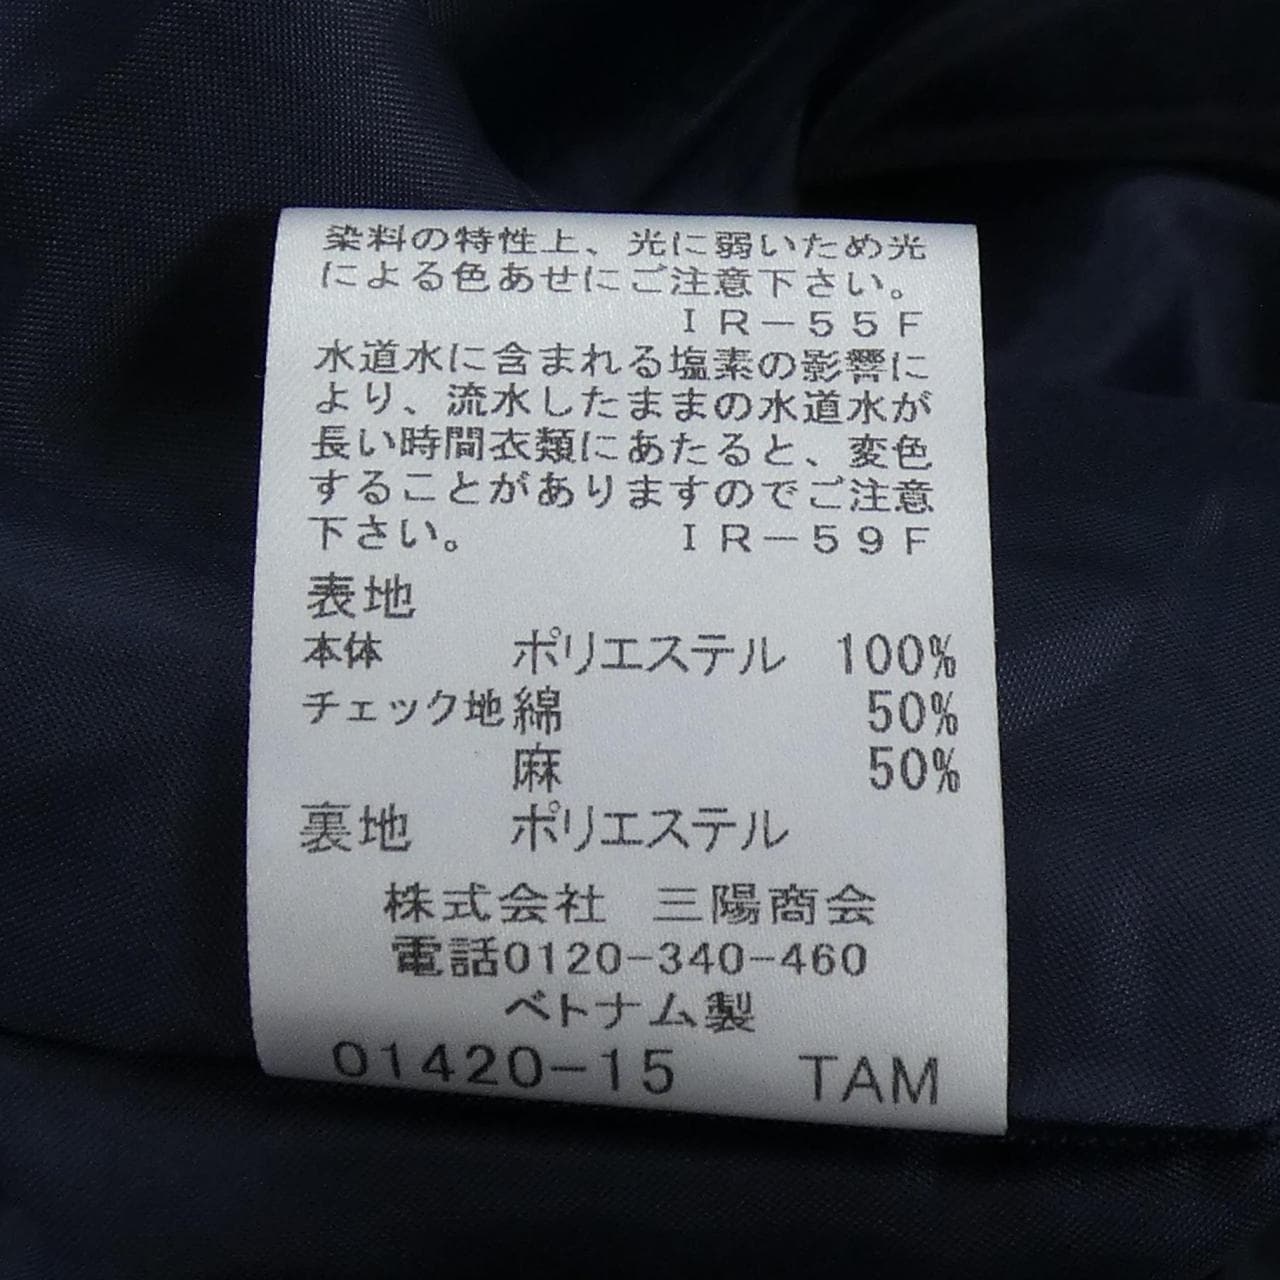 染料の特性上、光に弱いため光
による色あせにご注意下さい。
ＩＲ－５５Ｆ
水道水に含まれる塩素の影響に
より、流水したままの水道水が
長い時間衣類にあたると、変色
することがありますのでご注意
下さい。 ＩＲ－５９Ｆ
表地
本体 ポリエステル 100%
チェック地 綿 50%
麻 50%
裏地 ポリエステル
株式会社 三陽商会
電話0120-340-460
ベトナム製
01420-15 TAM